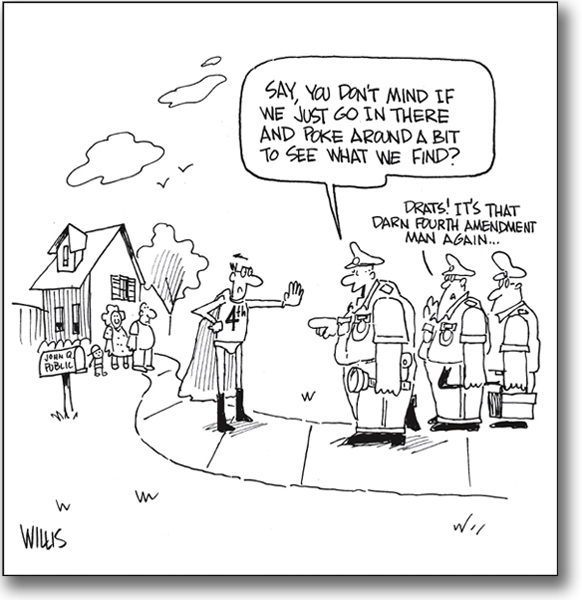 SAY, YOU DON'T MIND IF
WE JUST GO IN THERE
AND POKE AROUND A BIT
TO SEE WHAT WE FIND?
DRATS! IT'S THAT
DARN FOURTH AMENDMENT
MAN AGAIN...
4th
JOHN Q.
PUBLIC
WILLIS